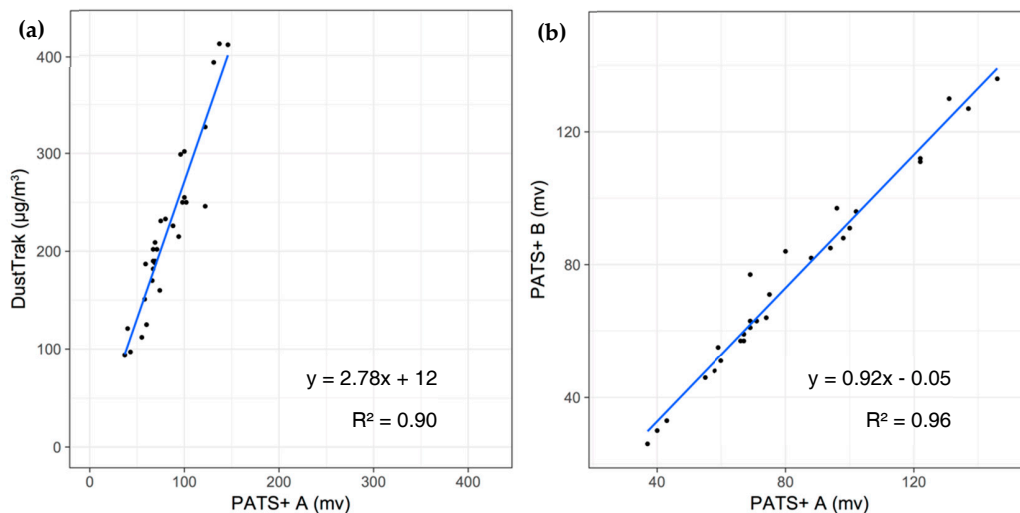 (a)
400
300
200
100
0
DustTrak (µg/m³)
y = 2.78x + 12
R² = 0.90
0 100 200 300 400
PATS+ A (mv)
(b)
120
80
40
PATS+ B (mv)
y = 0.92x - 0.05
R² = 0.96
40 80 120
PATS+ A (mv)